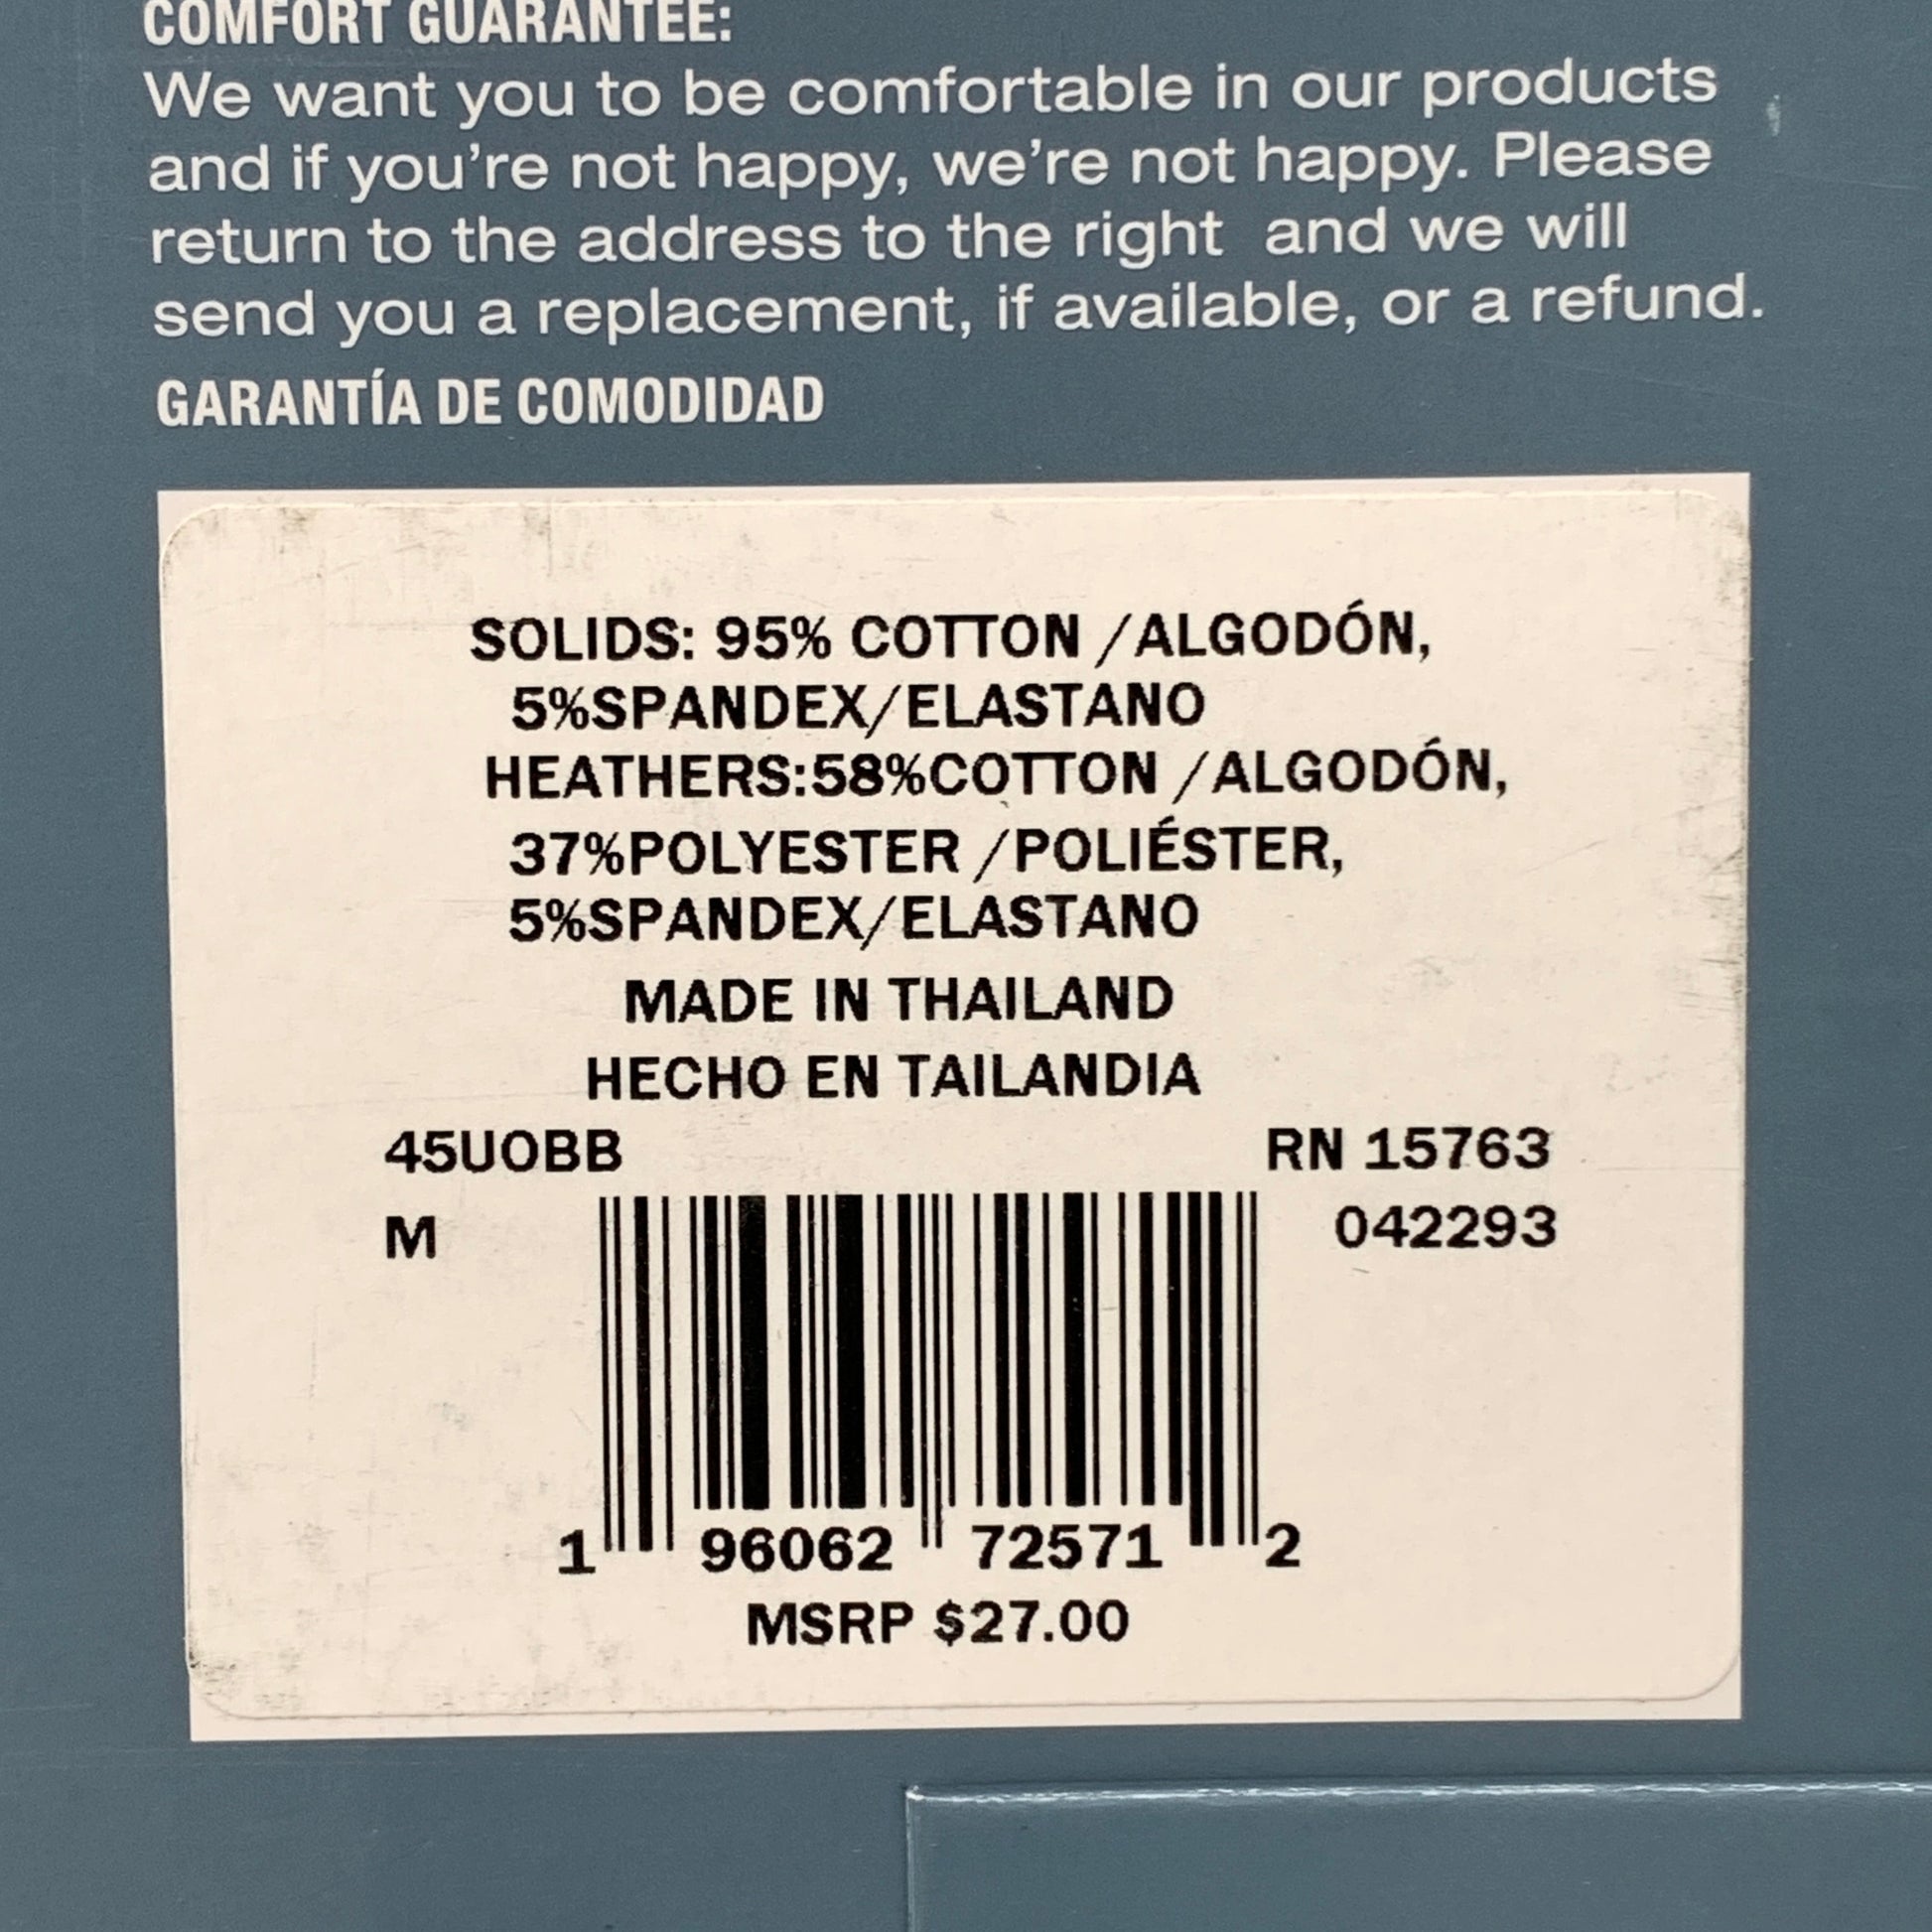 COMFORT GUARANTEE:
We want you to be comfortable in our products
and if you're not happy, we're not happy. Please
return to the address to the right and we will
send you a replacement, if available, or a refund.
GARANTÍA DE COMODIDAD
SOLIDS: 95% COTTON /ALGODÓN,
5%SPANDEX/ELASTANO
HEATHERS:58%COTTON /ALGODÓN,
37%POLYESTER /POLIÉSTER,
5%SPANDEX/ELASTANO
MADE IN THAILAND
HECHO EN TAILANDIA
45UOBB RN 15763
M 042293
1 96062 72571 2
MSRP $27.00